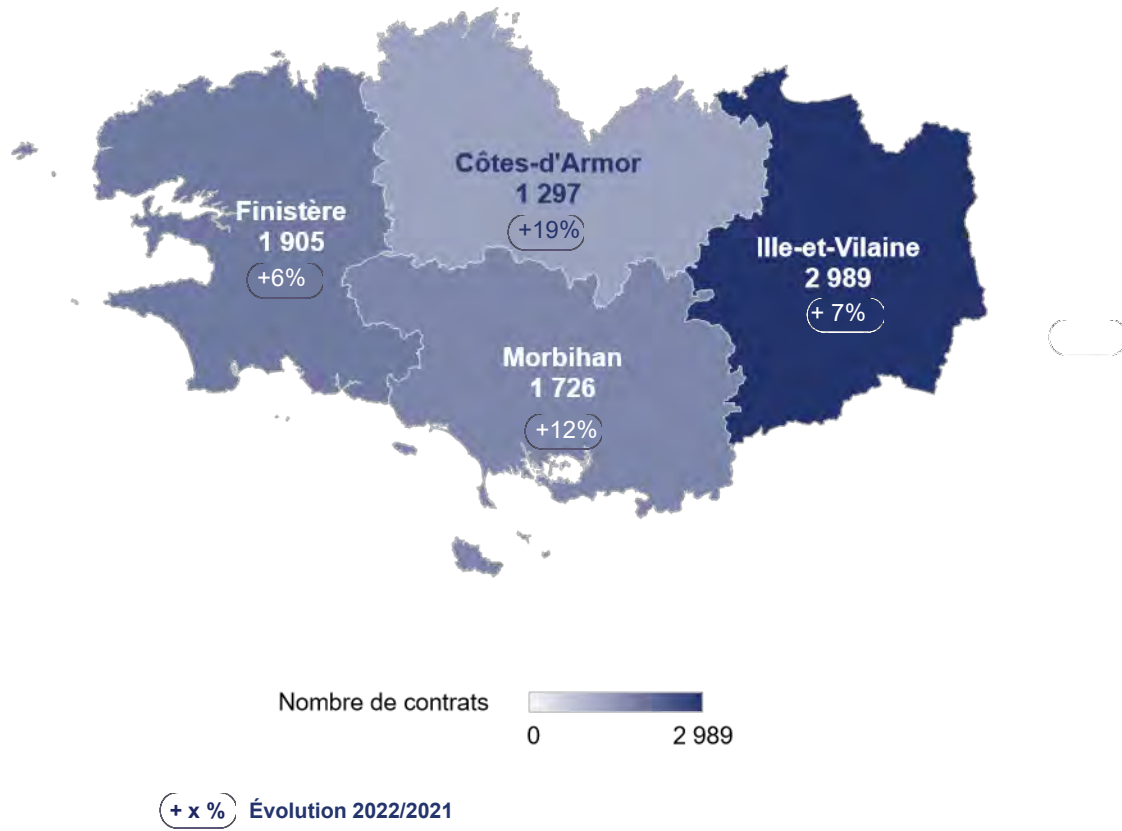 Côtes-d'Armor
1 297
+19%
Finistère
1 905
+6%
Ille-et-Vilaine
2 989
+ 7%
Morbihan
1 726
+12%
Nombre de contrats
0 2 989
+ x % Évolution 2022/2021